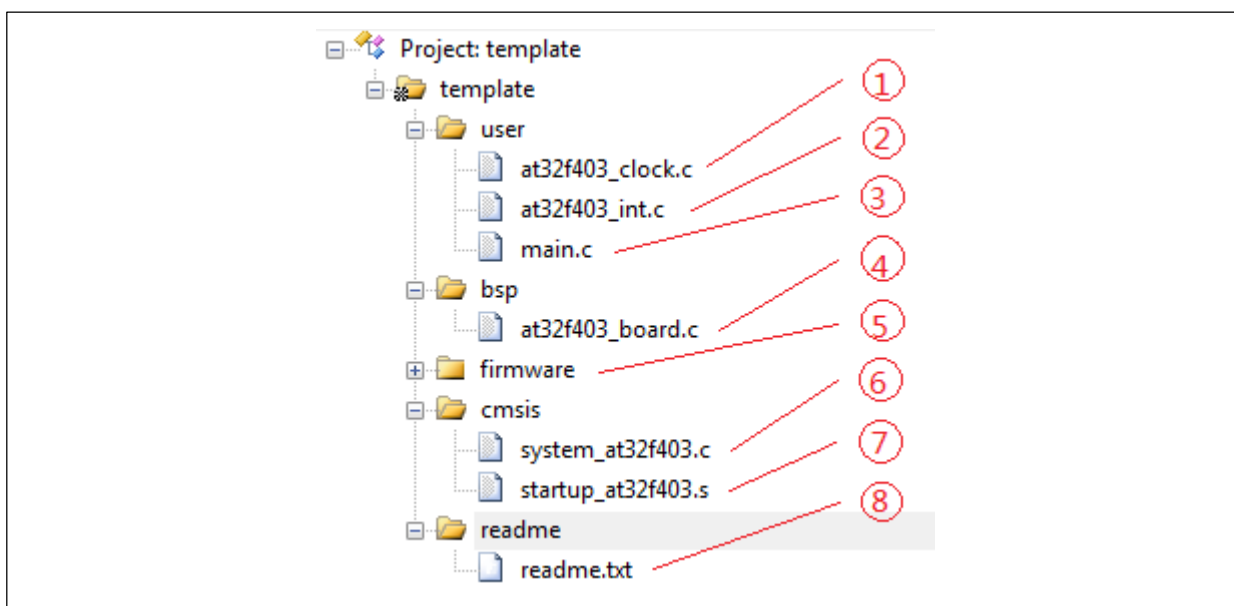 Project: template
template
①
user
at32f403_clock.c
②
at32f403_int.c
③
main.c
④
bsp
at32f403_board.c
⑤
firmware
⑥
cmsis
system_at32f403.c
⑦
startup_at32f403.s
⑧
readme
readme.txt